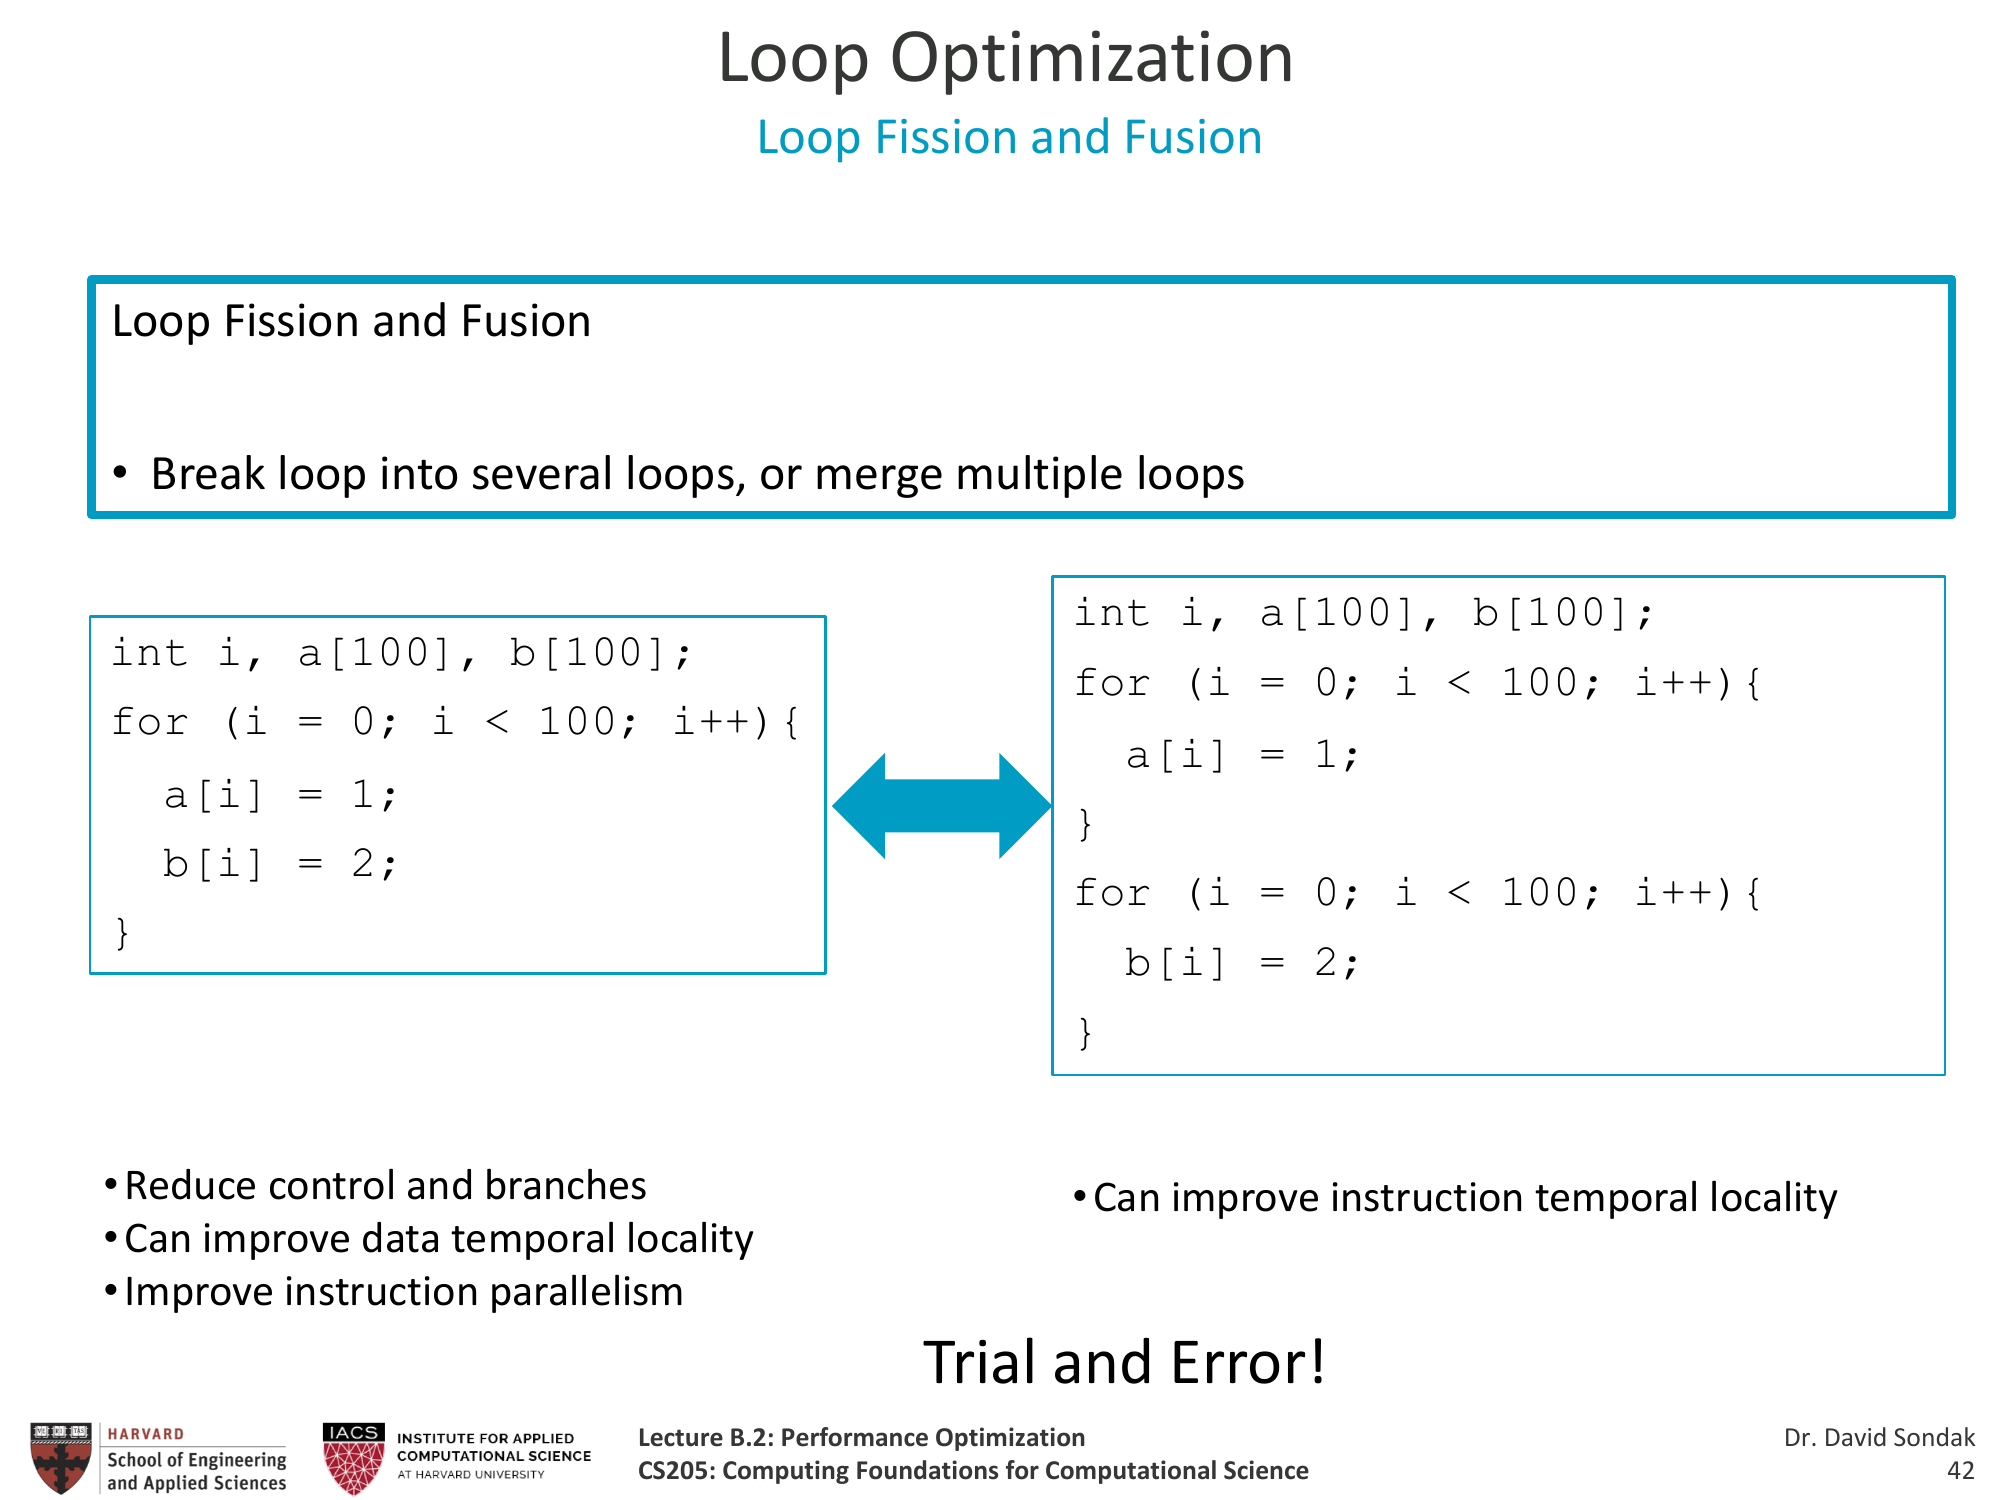 Loop Optimization
Loop Fission and Fusion
Loop Fission and Fusion
• Break loop into several loops, or merge multiple loops
int i, a[100], b[100];
for (i = 0; i < 100; i++){
  a[i] = 1;
  b[i] = 2;
}
int i, a[100], b[100];
for (i = 0; i < 100; i++){
  a[i] = 1;
}
for (i = 0; i < 100; i++){
  b[i] = 2;
}
• Reduce control and branches
• Can improve data temporal locality
• Improve instruction parallelism
• Can improve instruction temporal locality
Trial and Error!
HARVARD
School of Engineering
and Applied Sciences
IACS
INSTITUTE FOR APPLIED
COMPUTATIONAL SCIENCE
AT HARVARD UNIVERSITY
Lecture B.2: Performance Optimization
CS205: Computing Foundations for Computational Science
Dr. David Sondak
42